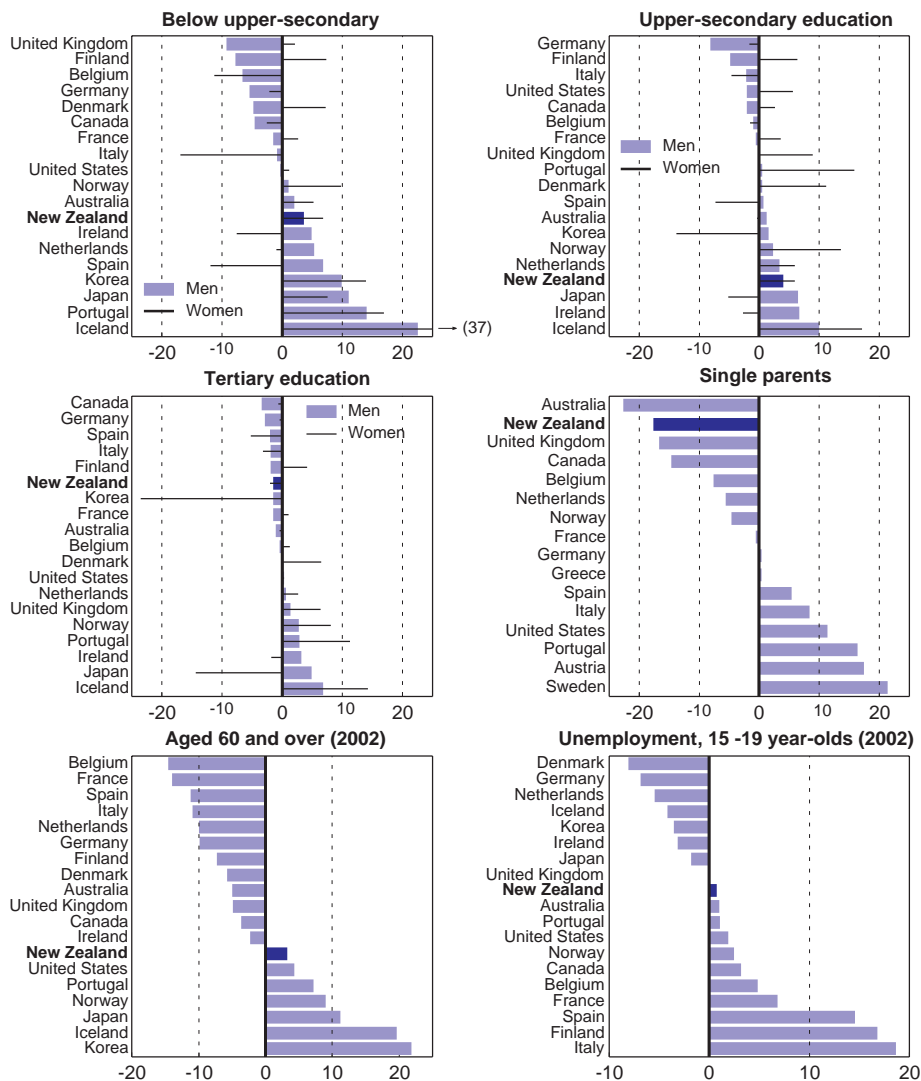 Below upper-secondary
United Kingdom
Finland
Belgium
Germany
Denmark
Canada
France
Italy
United States
Norway
Australia
New Zealand
Ireland
Netherlands
Spain
Korea
Japan
Portugal
Iceland
Men
Women
(37)
-20 -10 0 10 20
Upper-secondary education
Germany
Finland
Italy
United States
Canada
Belgium
France
United Kingdom
Portugal
Denmark
Spain
Australia
Korea
Norway
Netherlands
New Zealand
Japan
Ireland
Iceland
Men
Women
-20 -10 0 10 20
Tertiary education
Canada
Germany
Spain
Italy
Finland
New Zealand
Korea
France
Australia
Belgium
Denmark
United States
Netherlands
United Kingdom
Norway
Portugal
Ireland
Japan
Iceland
Men
Women
-20 -10 0 10 20
Single parents
Australia
New Zealand
United Kingdom
Canada
Belgium
Netherlands
Norway
France
Germany
Greece
Spain
Italy
United States
Portugal
Austria
Sweden
-20 -10 0 10 20
Aged 60 and over (2002)
Belgium
France
Spain
Italy
Netherlands
Germany
Finland
Denmark
Australia
United Kingdom
Canada
Ireland
New Zealand
United States
Portugal
Norway
Japan
Iceland
Korea
-20 -10 0 10 20
Unemployment, 15 -19 year-olds (2002)
Denmark
Germany
Netherlands
Iceland
Korea
Ireland
Japan
United Kingdom
New Zealand
Australia
Portugal
United States
Norway
Canada
Belgium
France
Spain
Finland
Italy
-10 0 10 20